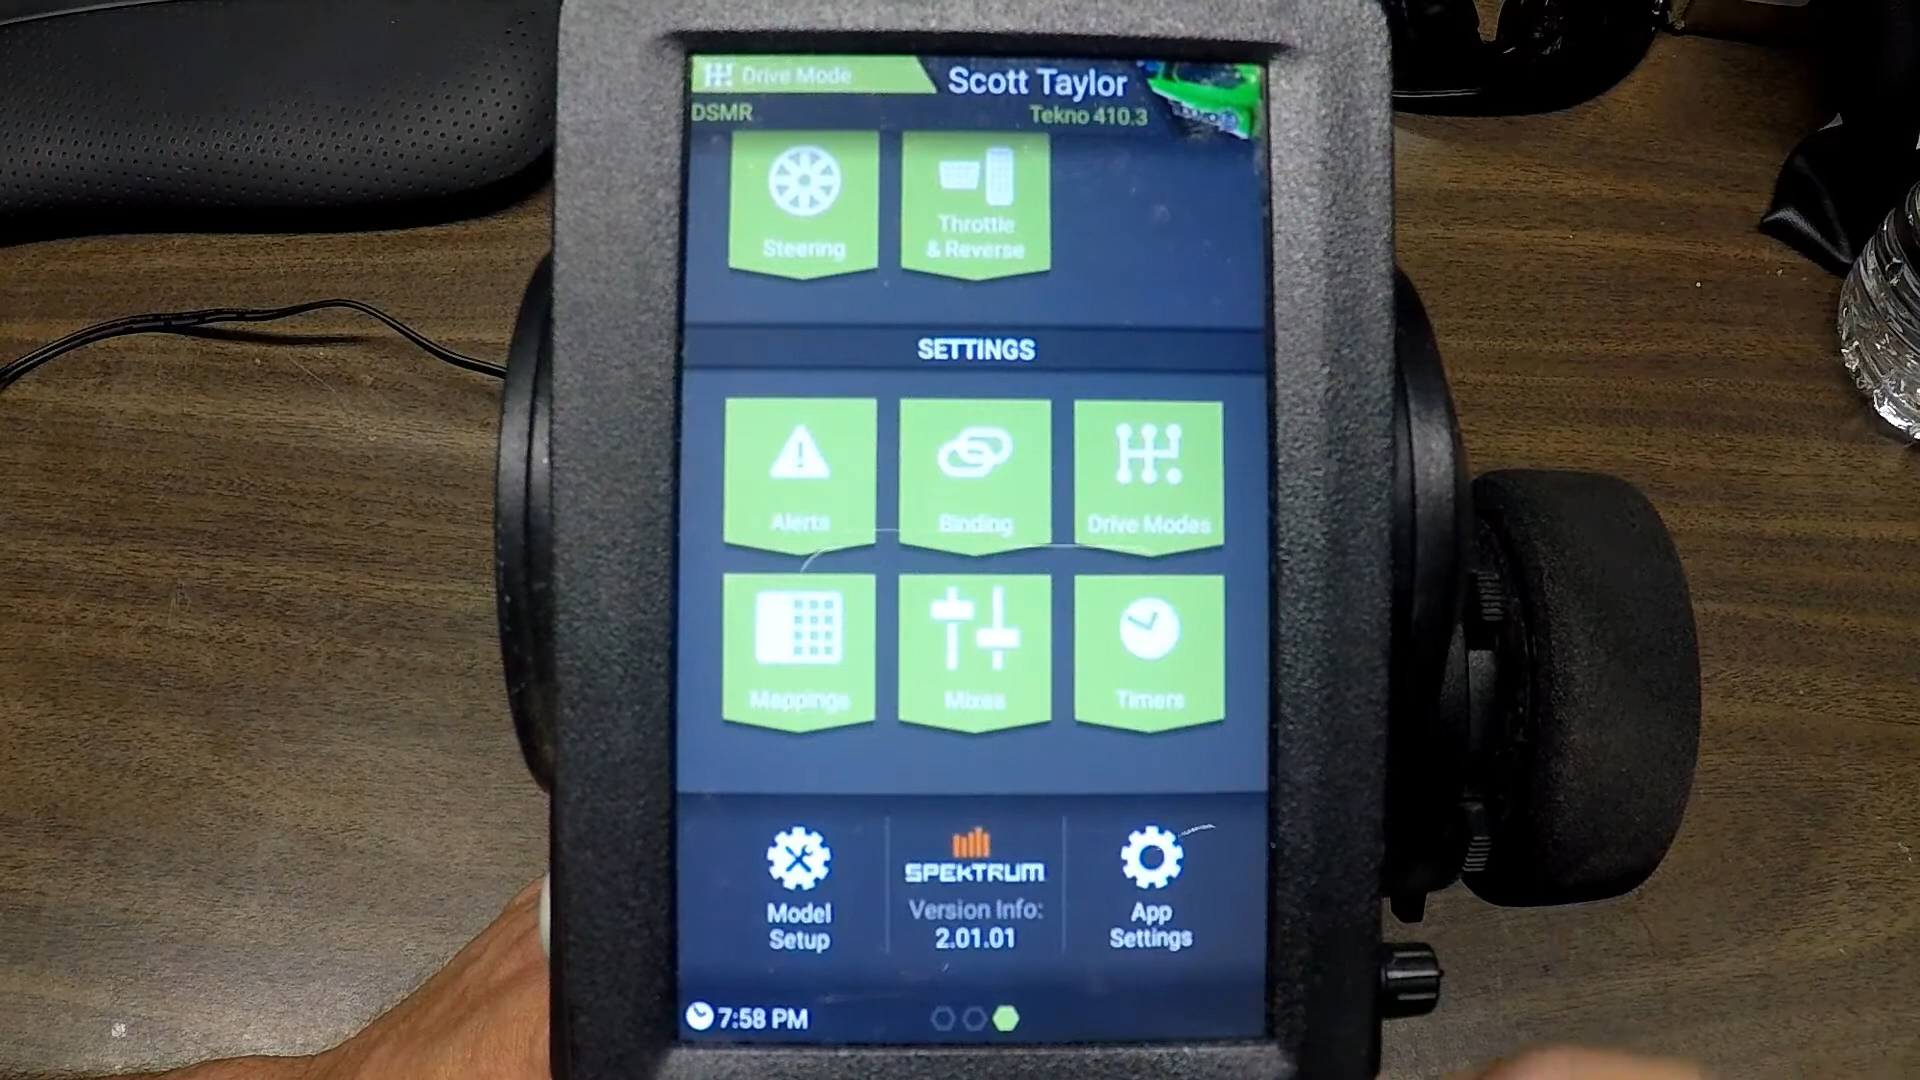 Drive Mode
Scott Taylor
DSMR
Tekno 410.3
Steering
Throttle
& Reverse
SETTINGS
Alerts
Binding
Drive Modes
Mappings
Mixes
Timers
Model
Setup
SPEKTRUM
Version Info:
2.01.01
App
Settings
7:58 PM